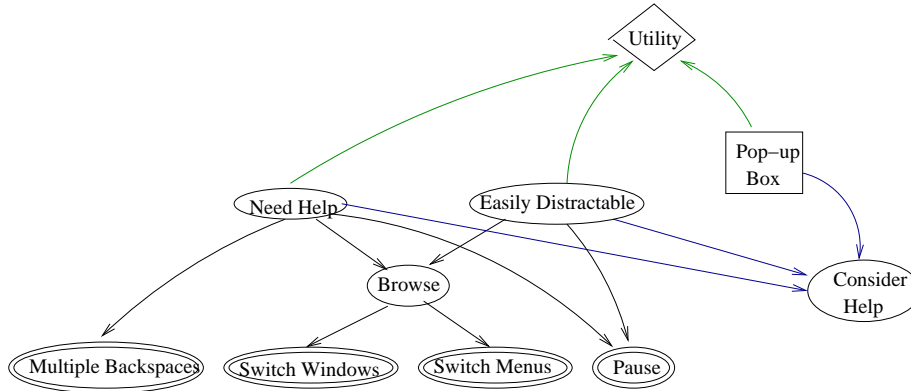 Utility
Pop−up
Box
Need Help
Easily Distractable
Browse
Consider
Help
Multiple Backspaces
Switch Windows
Switch Menus
Pause